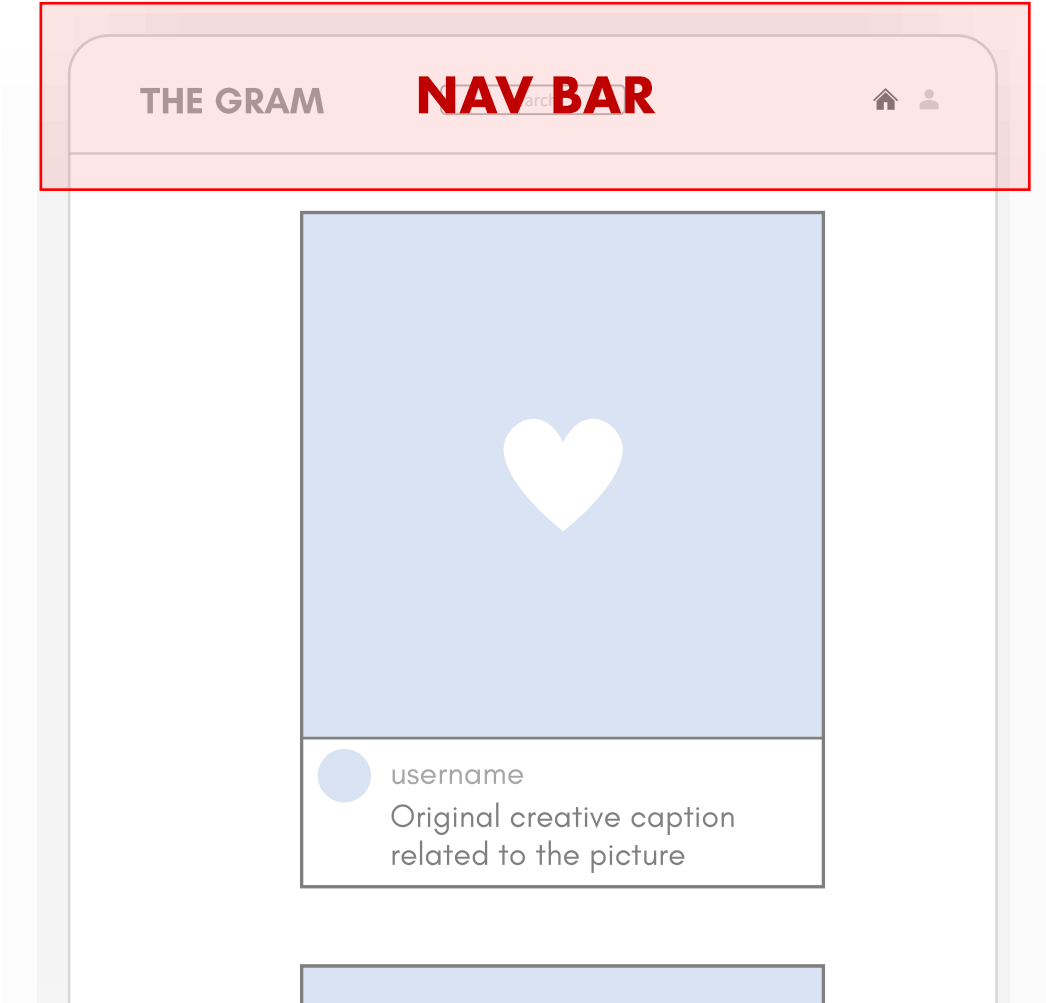 THE GRAM
NAV BAR
username
Original creative caption
related to the picture